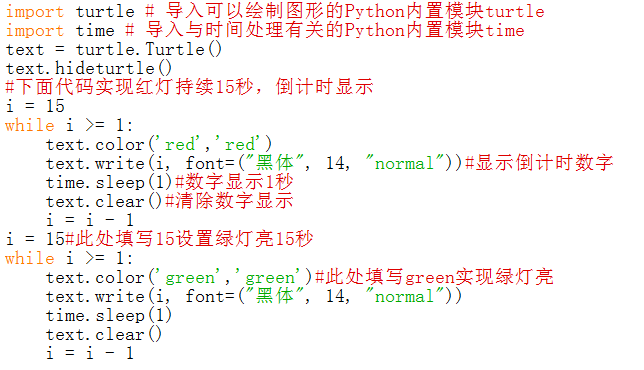 import turtle # 导入可以绘制图形的Python内置模块turtle
import time # 导入与时间处理有关的Python内置模块time
text = turtle.Turtle()
text.hideturtle()
#下面代码实现红灯持续15秒，倒计时显示
i = 15
while i >= 1:
    text.color('red','red')
    text.write(i, font=("黑体", 14, "normal"))#显示倒计时数字
    time.sleep(1)#数字显示1秒
    text.clear()#清除数字显示
    i = i - 1
i = 15#此处填写15设置绿灯亮15秒
while i >= 1:
    text.color('green','green')#此处填写green实现绿灯亮
    text.write(i, font=("黑体", 14, "normal"))
    time.sleep(1)
    text.clear()
    i = i - 1